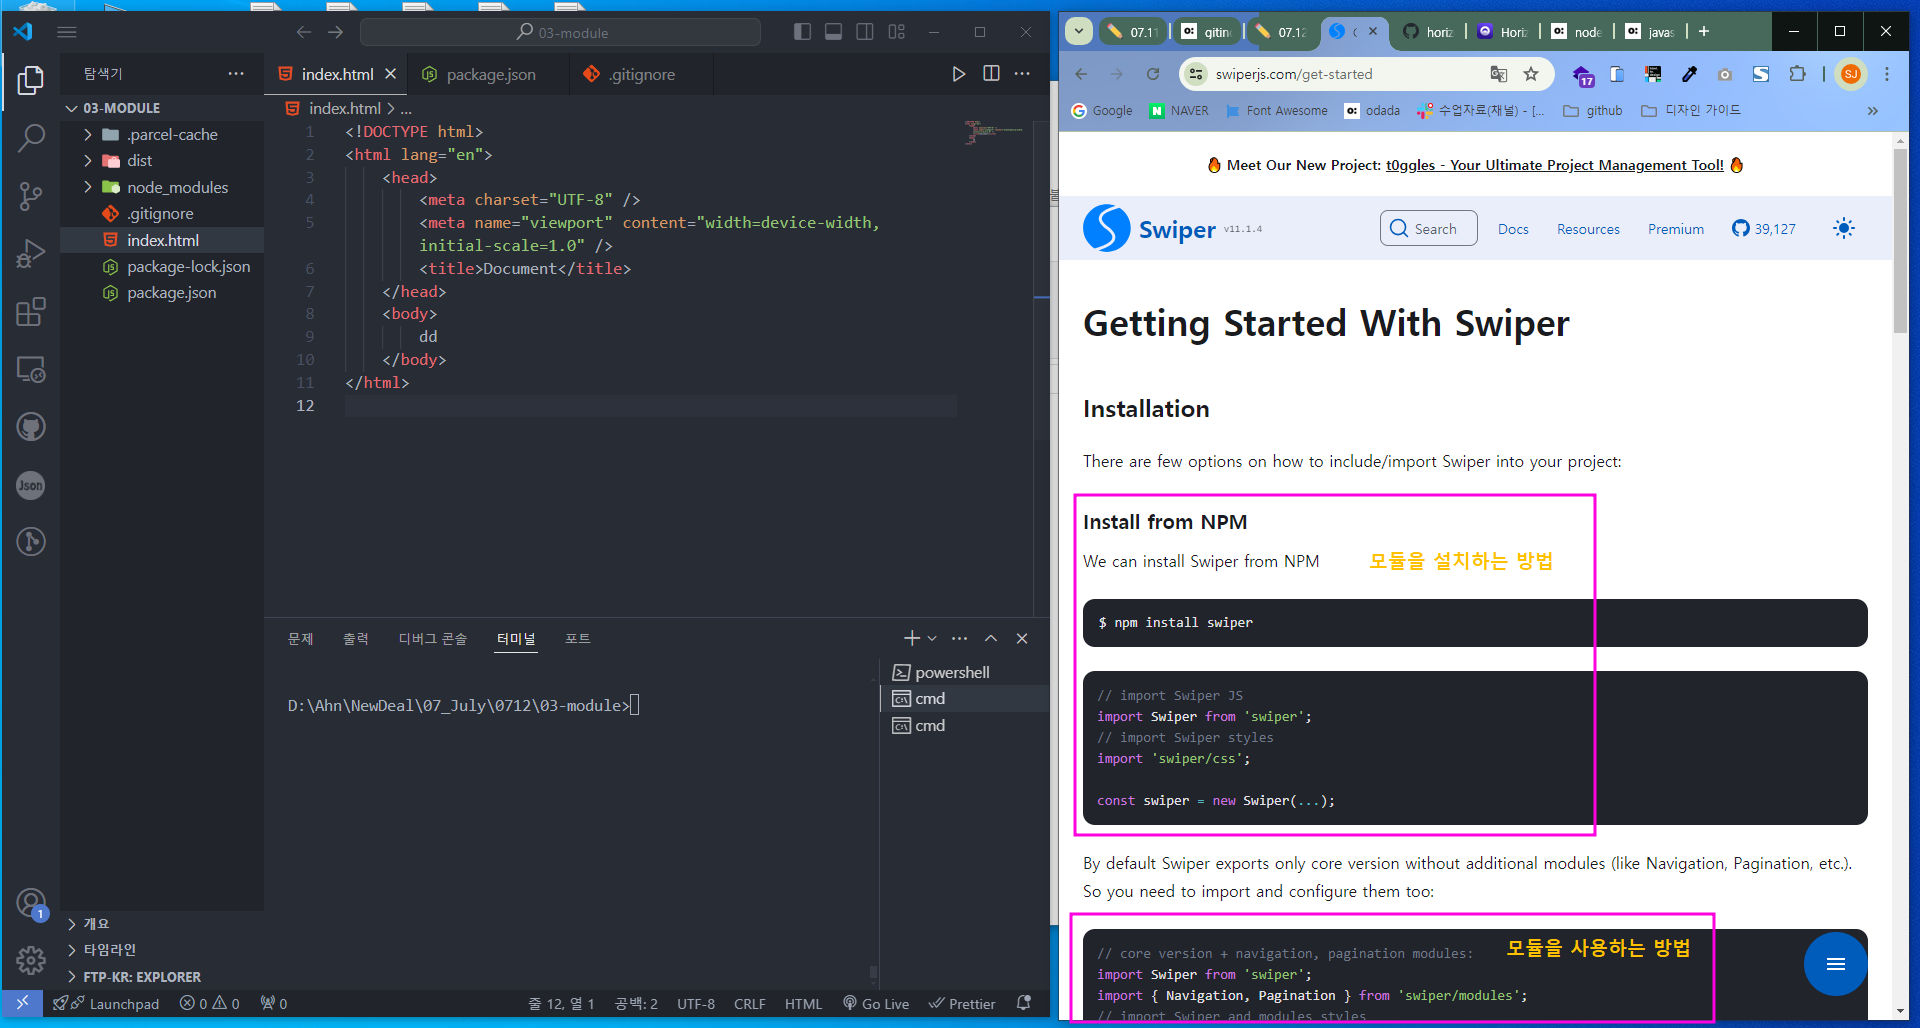 03-module
탐색기
03-MODULE
.parcel-cache
dist
node_modules
.gitignore
index.html
package-lock.json
package.json
개요
타임라인
FTP-KR: EXPLORER
Json
1
index.html
package.json
.gitignore
index.html > ...
1 <!DOCTYPE html>
2 <html lang="en">
3 <head>
4 <meta charset="UTF-8" />
5 <meta name="viewport" content="width=device-width,
initial-scale=1.0" />
6 <title>Document</title>
7 </head>
8 <body>
9 dd
10 </body>
11 </html>
12
문제 출력 디버그 콘솔 터미널 포트
D:\Ahn\NewDeal\07_July\0712\03-module>
powershell
cmd
cmd
Launchpad 0 0 0
줄 12, 열 1 공백: 2 UTF-8 CRLF HTML Go Live Prettier
07.11 07.12 horiz Horiz node javas
swiperjs.com/get-started
17
SJ
Google NAVER Font Awesome odada 수업자료(채널) - [... github 디자인 가이드
Meet Our New Project: t0ggles - Your Ultimate Project Management Tool!
Swiper v11.1.4
Search Docs Resources Premium 39,127
Getting Started With Swiper
Installation
There are few options on how to include/import Swiper into your project:
Install from NPM
We can install Swiper from NPM 모듈을 설치하는 방법
$ npm install swiper
// import Swiper JS
import Swiper from 'swiper';
// import Swiper styles
import 'swiper/css';
const swiper = new Swiper(...);
By default Swiper exports only core version without additional modules (like Navigation, Pagination, etc.).
So you need to import and configure them too:
// core version + navigation, pagination modules: 모듈을 사용하는 방법
import Swiper from 'swiper';
import { Navigation, Pagination } from 'swiper/modules';
// import Swiper and modules styles